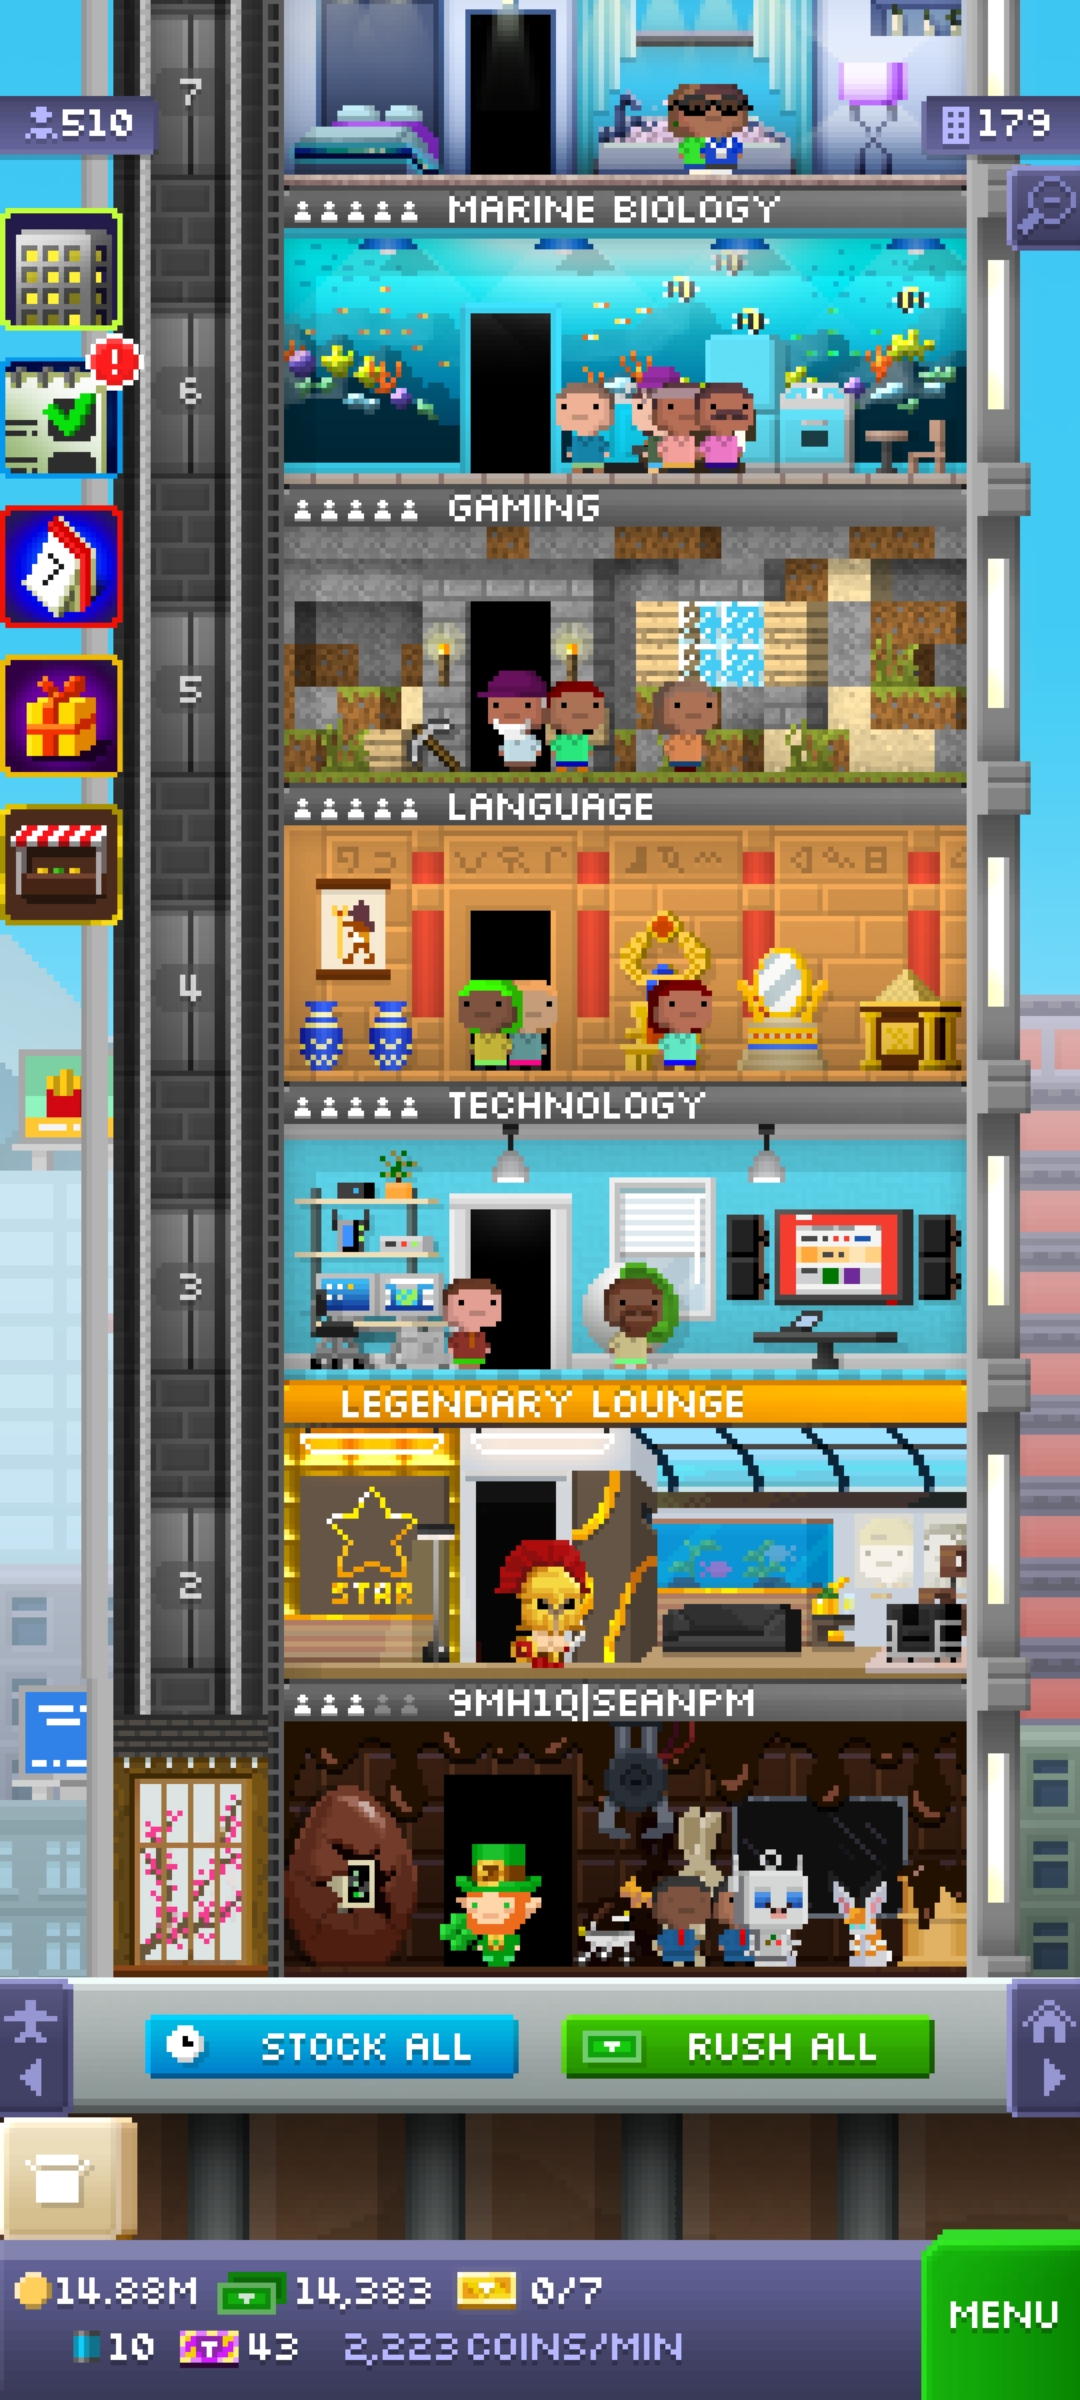 7
510
179
MARINE BIOLOGY
6
GAMING
5
LANGUAGE
4
TECHNOLOGY
3
LEGENDARY LOUNGE
STAR
2
9MH1Q|SEANPM
STOCK ALL
RUSH ALL
14.88M 14,383 0/7
MENU
10 43 2,223 COINS/MIN